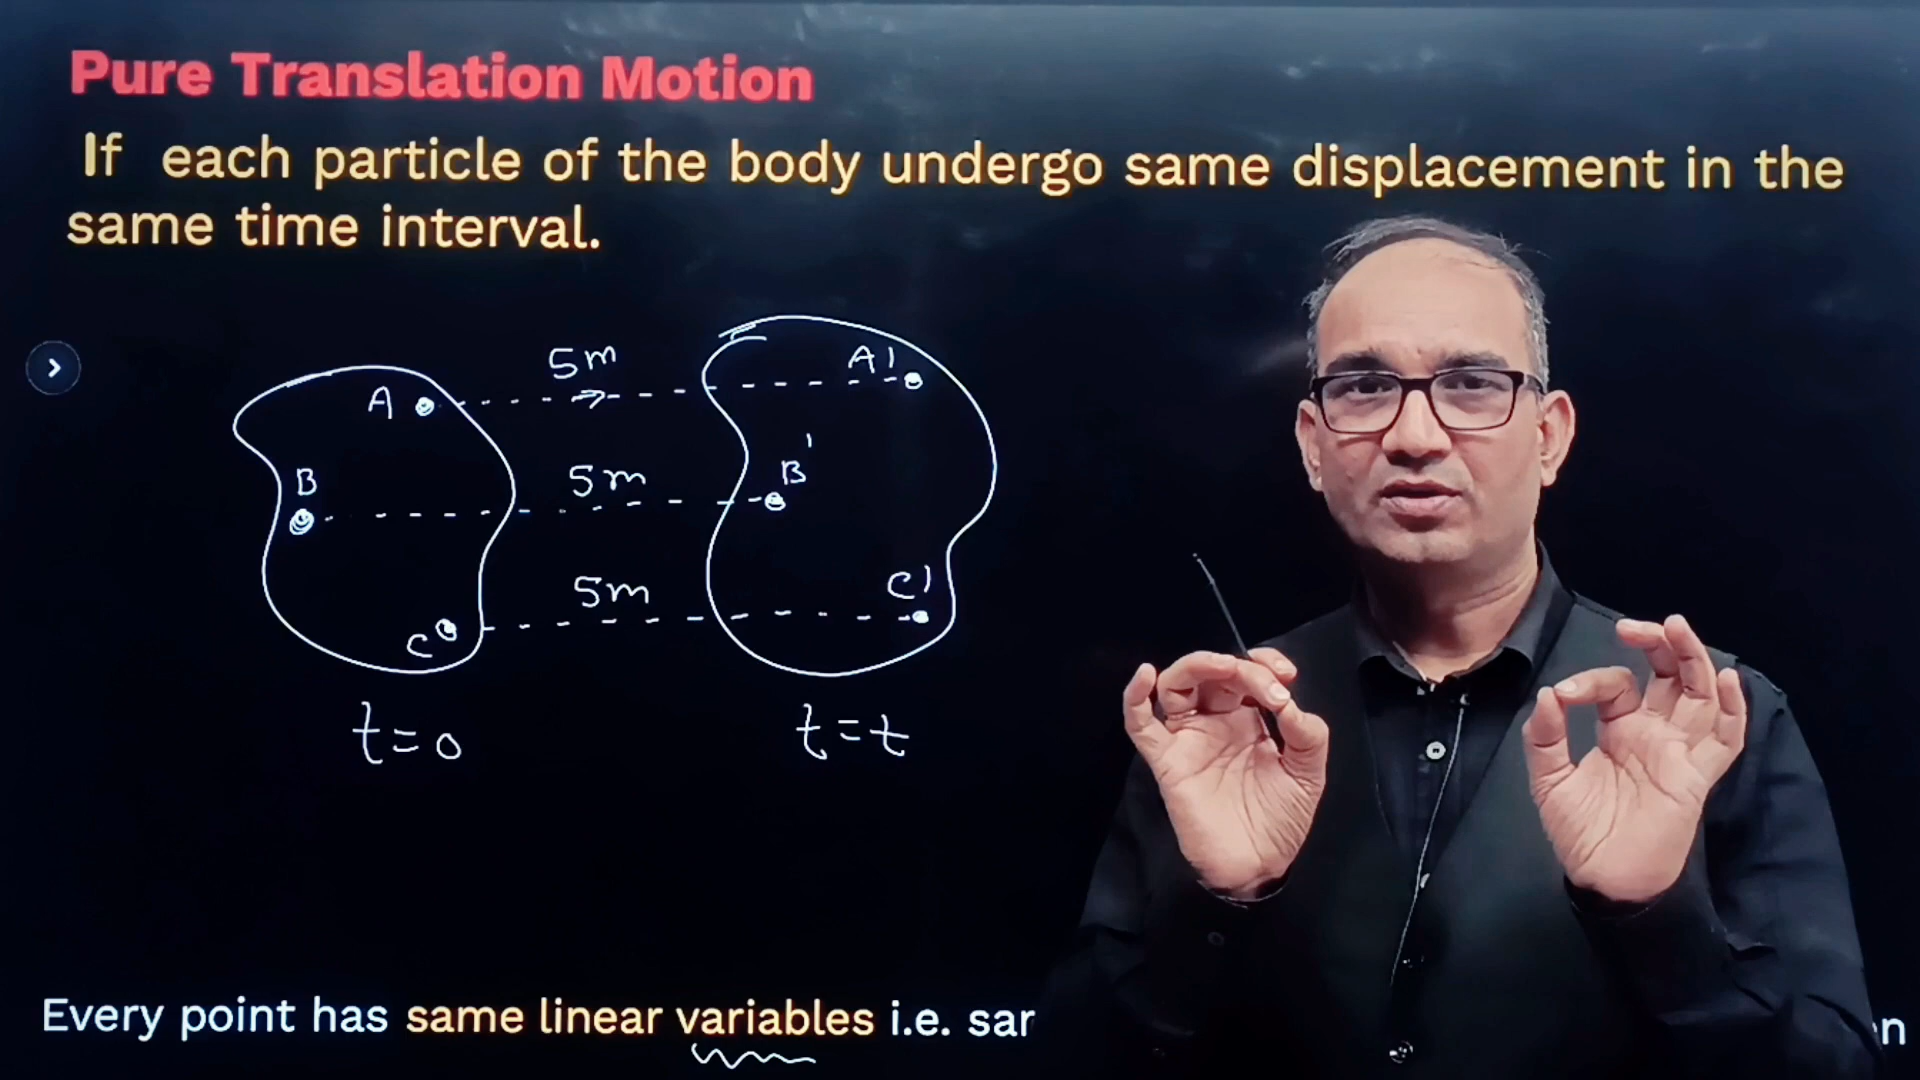 Pure Translation Motion
If each particle of the body undergo same displacement in the
same time interval.
5m
A A'
5m
B B'
5m
C C'
t=0 t=t
Every point has same linear variables i.e.